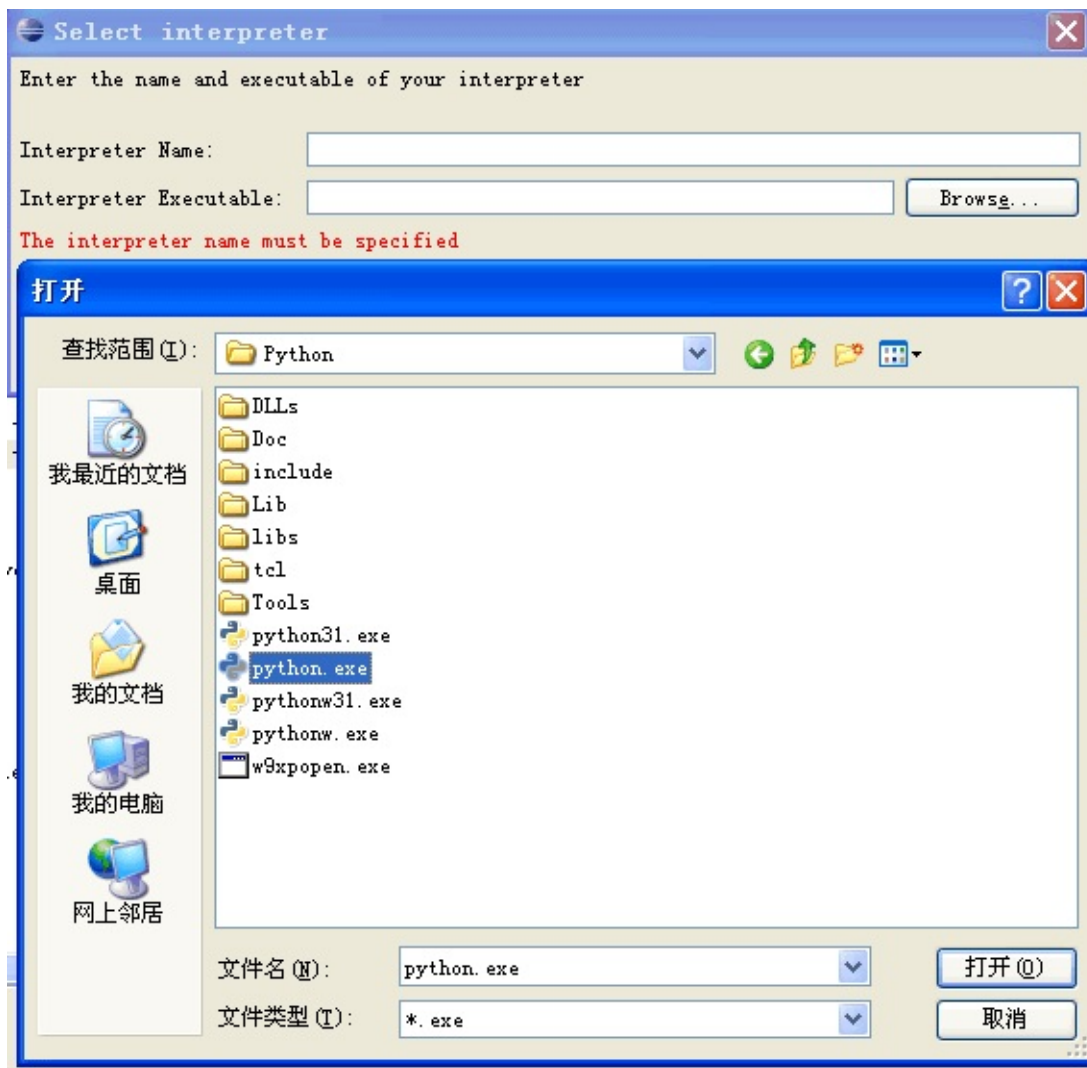 Select interpreter
Enter the name and executable of your interpreter
Interpreter Name:
Interpreter Executable:
Browse...
The interpreter name must be specified
打开
查找范围(I):
Python
我最近的文档
桌面
我的文档
我的电脑
网上邻居
DLLs
Doc
include
Lib
libs
tcl
Tools
python31.exe
python.exe
pythonw31.exe
pythonw.exe
w9xpopen.exe
文件名(N):
python.exe
打开(O)
文件类型(T):
*.exe
取消